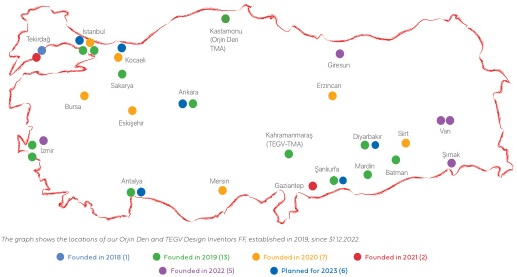 Kastamonu
(Orjin Deri
TMA)
İstanbul
Tekirdağ
Kocaeli
Giresun
Sakarya
Ankara
Erzincan
Bursa
Eskişehir
Kahramanmaraş
(TEGV-TMA)
Diyarbakır
Siirt
Van
İzmir
Şırnak
Mardin
Batman
Şanlıurfa
Antalya
Mersin
Gaziantep
The graph shows the locations of our Orjin Deri and TEGV Design Inventors FF, established in 2019, since 31.12.2022.
Founded in 2018 (1)
Founded in 2019 (13)
Founded in 2020 (7)
Founded in 2021 (2)
Founded in 2022 (5)
Planned for 2023 (6)